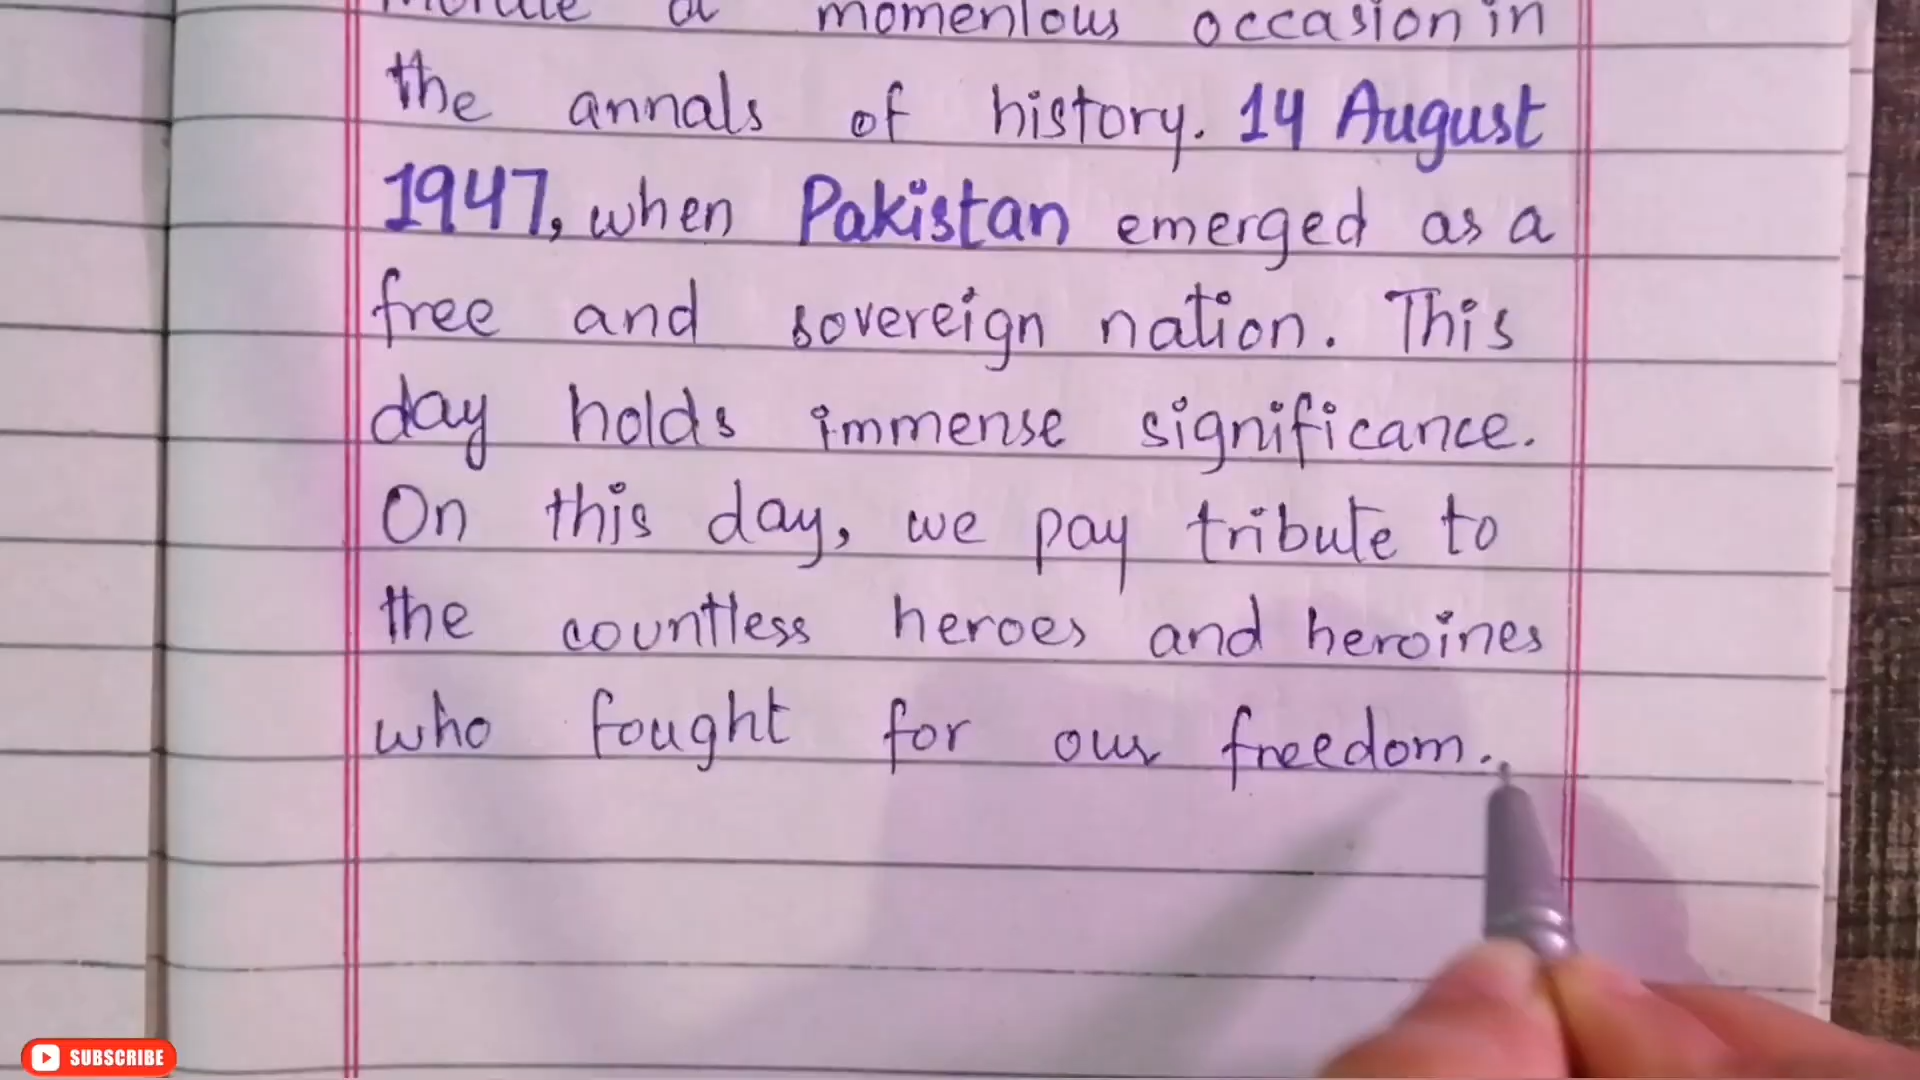 morate a momentous occasion in
the annals of history. 14 August
1947, when Pakistan emerged as a
free and sovereign nation. This
day holds immense significance.
On this day, we pay tribute to
the countless heroes and heroines
who fought for our freedom.
SUBSCRIBE